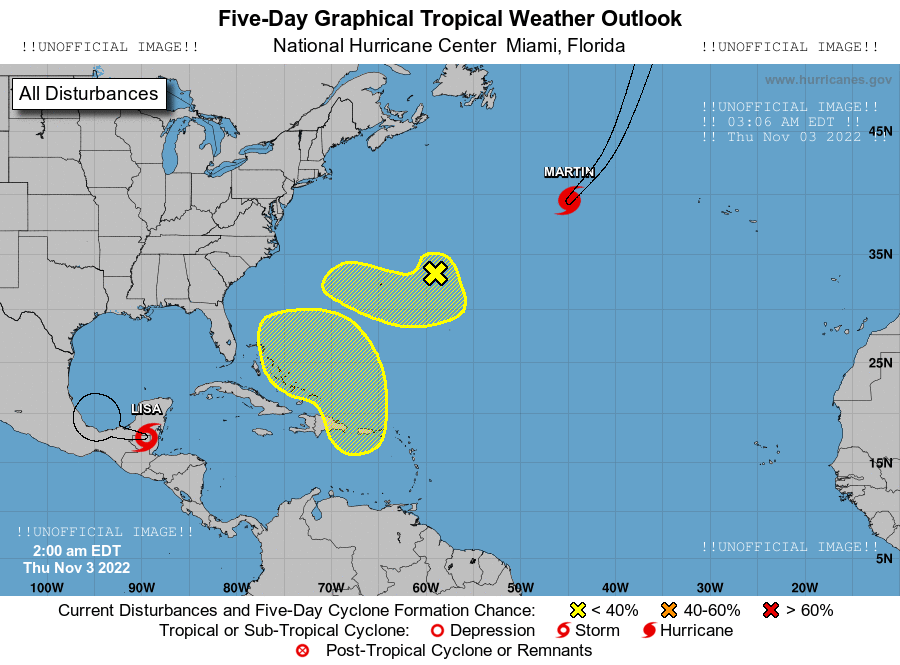 Five-Day Graphical Tropical Weather Outlook
!!UNOFFICIAL IMAGE!! National Hurricane Center Miami, Florida !!UNOFFICIAL IMAGE!!
www.hurricanes.gov
All Disturbances
!!UNOFFICIAL IMAGE!!
!! 03:06 AM EDT !!
!! Thu Nov 03 2022 !!
45N
MARTIN
35N
25N
LISA
15N
!!UNOFFICIAL IMAGE!!
2:00 am EDT
Thu Nov 3 2022
!!UNOFFICIAL IMAGE!!
5N
100W 90W 80W 70W 60W 50W 40W 30W 20W
Current Disturbances and Five-Day Cyclone Formation Chance: < 40% 40-60% > 60%
Tropical or Sub-Tropical Cyclone: Depression Storm Hurricane
Post-Tropical Cyclone or Remnants